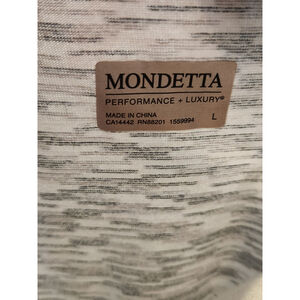 MONDETTA
PERFORMANCE + LUXURY®
MADE IN CHINA
CA14442 RN88201 1559994
L